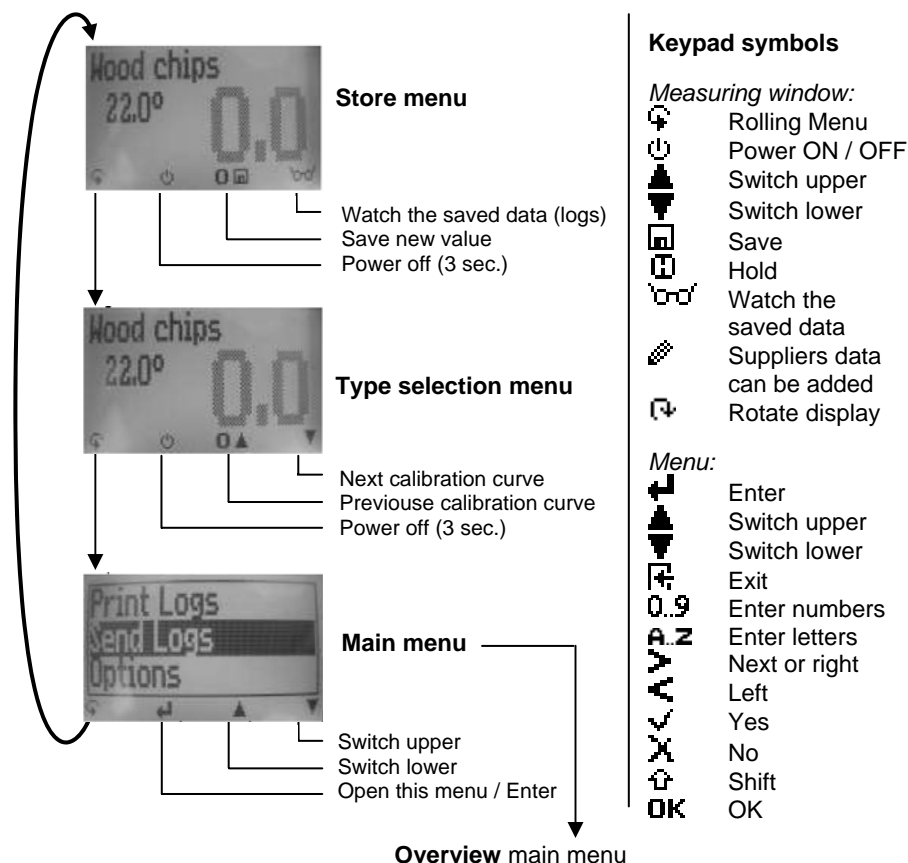 Wood chips
22.0°
0.0
Store menu
Watch the saved data (logs)
Save new value
Power off (3 sec.)
Wood chips
22.0°
0.0
Type selection menu
Next calibration curve
Previouse calibration curve
Power off (3 sec.)
Print Logs
Send Logs
Options
Main menu
Switch upper
Switch lower
Open this menu / Enter
Overview main menu
Keypad symbols
Measuring window:
Rolling Menu
Power ON / OFF
Switch upper
Switch lower
Save
Hold
Watch the
saved data
Suppliers data
can be added
Rotate display
Menu:
Enter
Switch upper
Switch lower
Exit
0..9 Enter numbers
A..Z Enter letters
Next or right
Left
Yes
No
Shift
OK OK